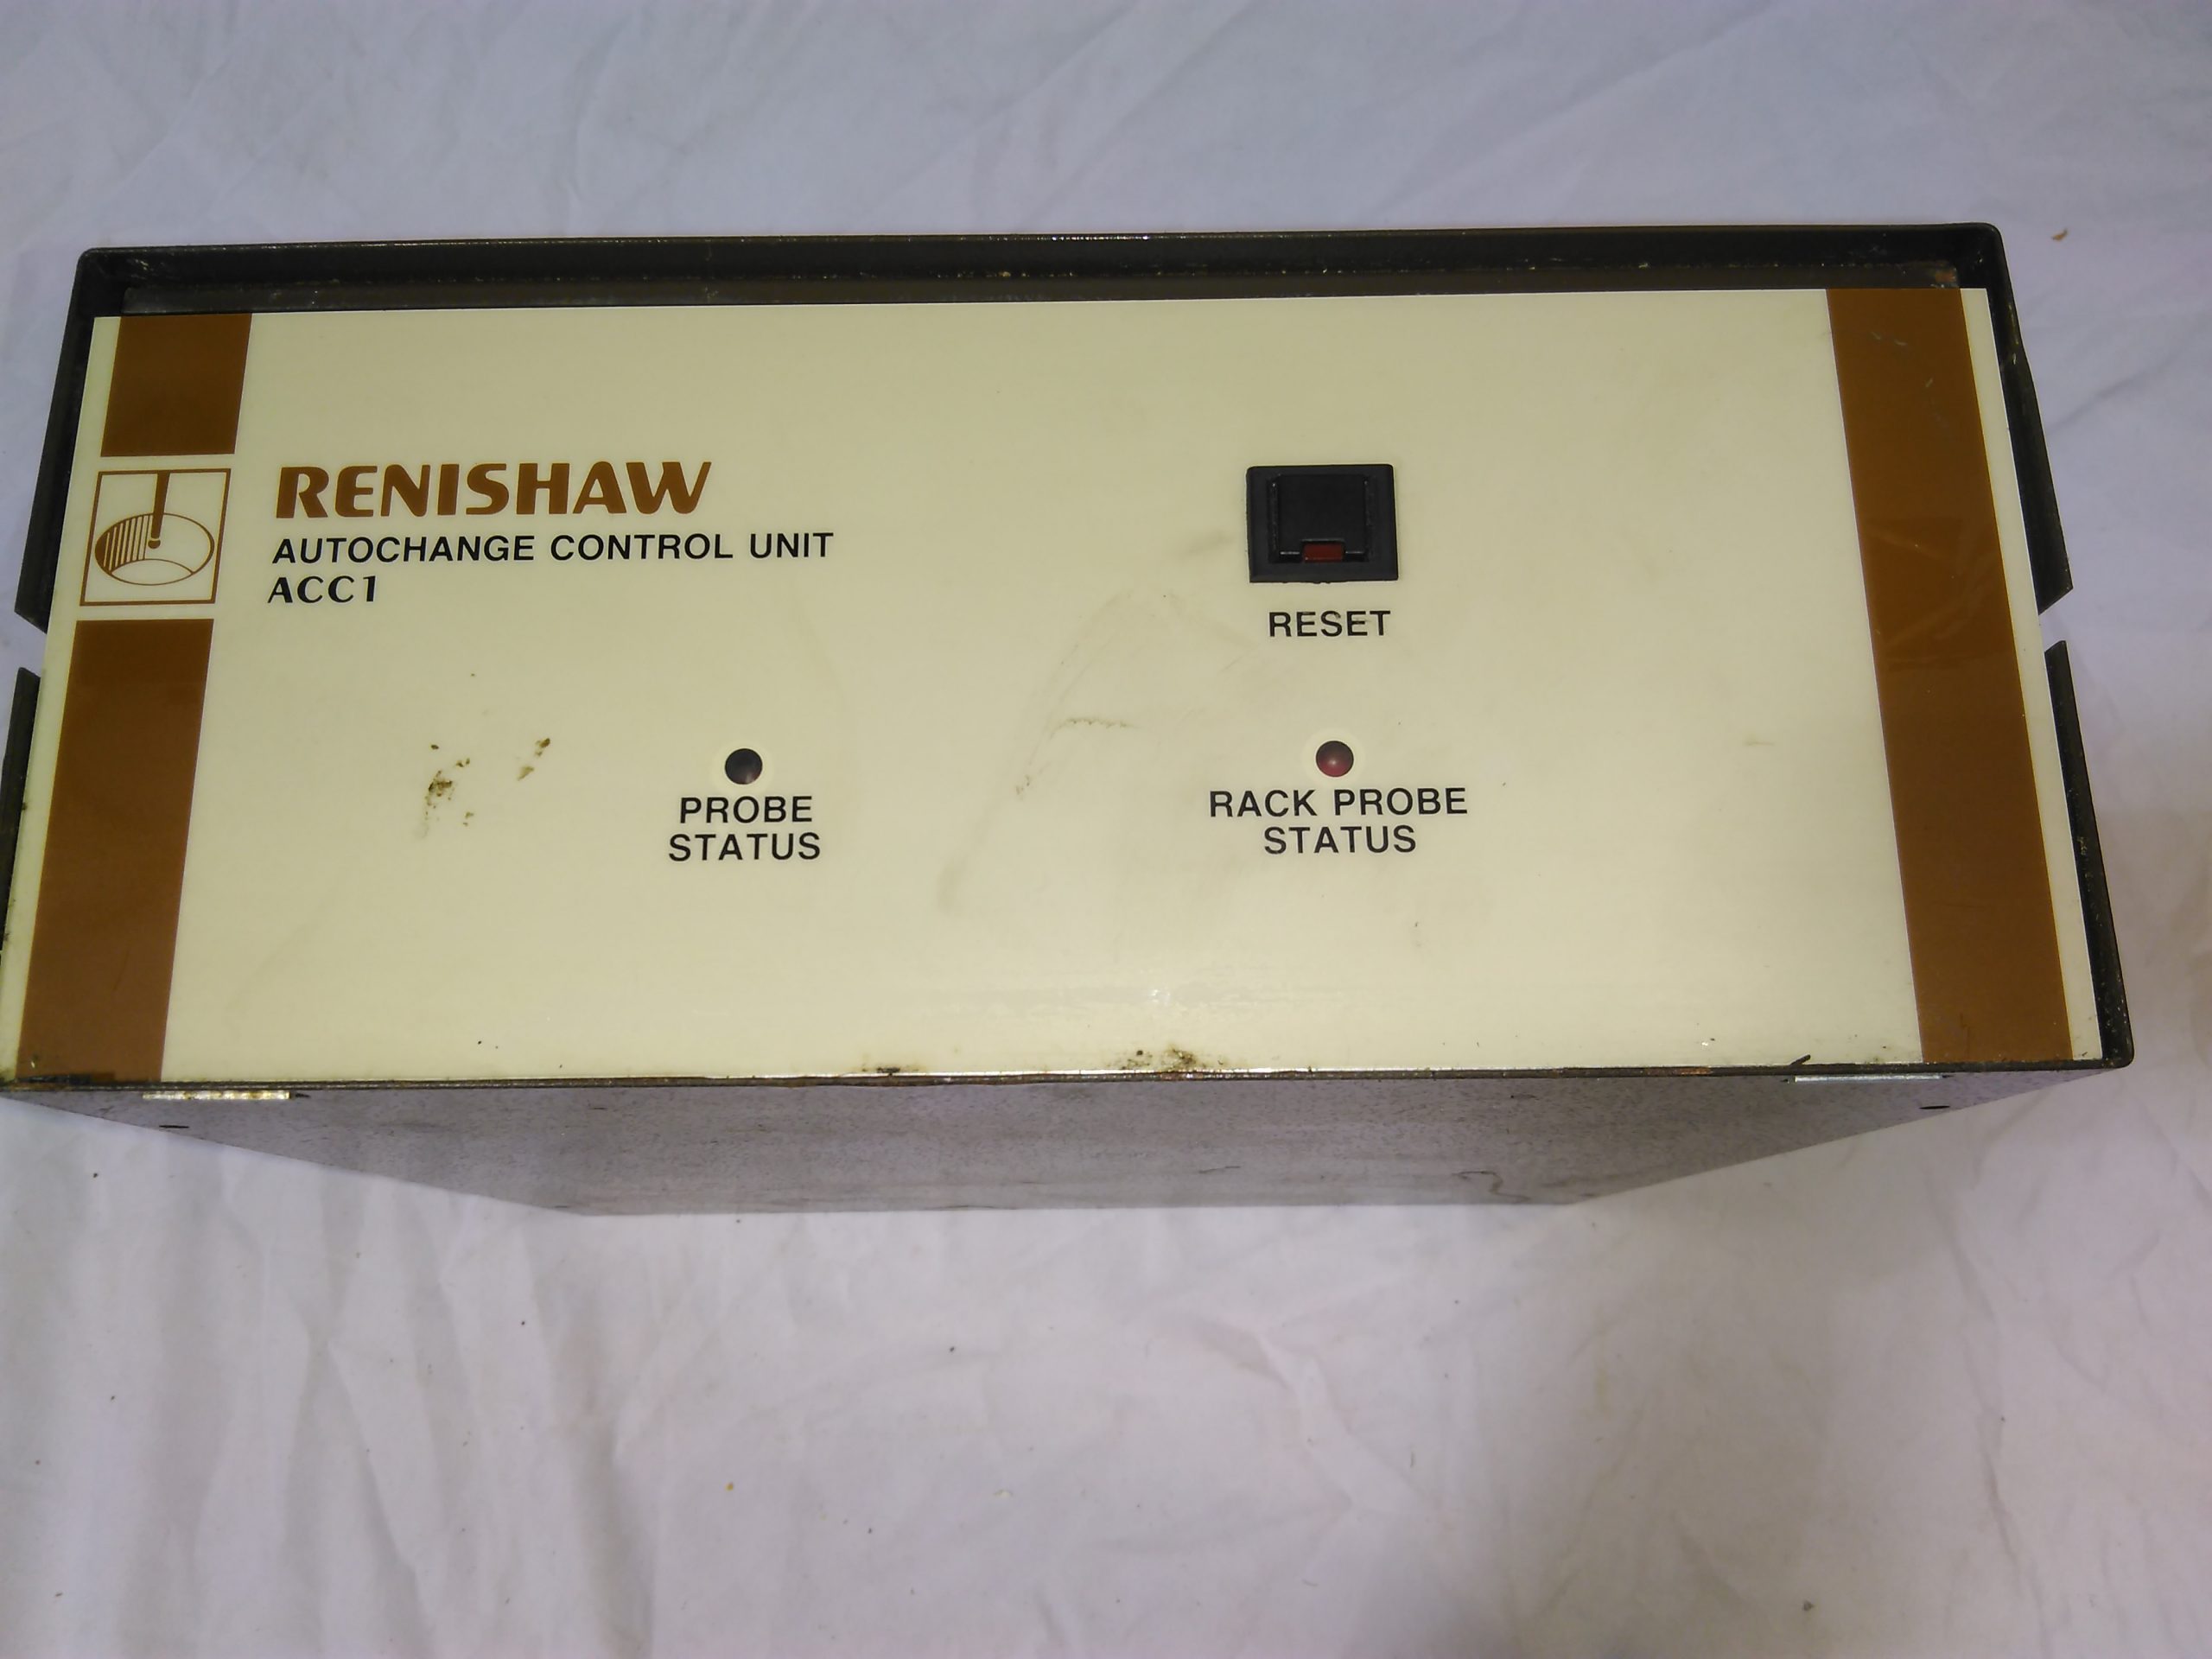 RENISHAW
AUTOCHANGE CONTROL UNIT
ACC1
RESET
PROBE
STATUS
RACK PROBE
STATUS